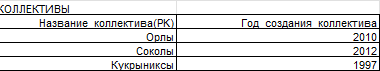 КОЛЛЕКТИВЫ
Название коллектива(РК) Год создания коллектива
Орлы 2010
Соколы 2012
Кукрыниксы 1997